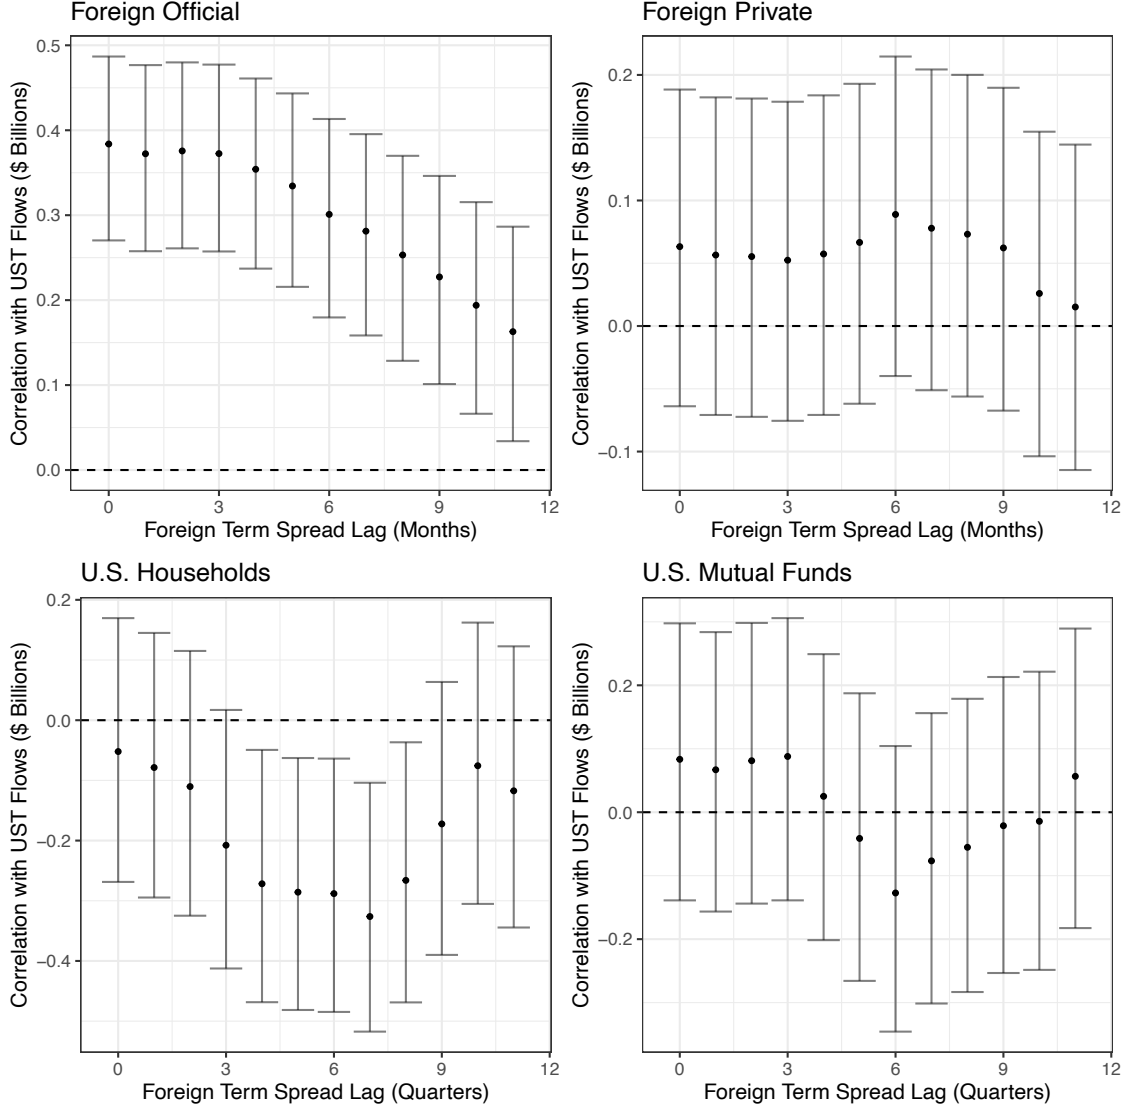 Foreign Official
Correlation with UST Flows ($ Billions)
0.5
0.4
0.3
0.2
0.1
0.0
0 3 6 9 12
Foreign Term Spread Lag (Months)
Foreign Private
Correlation with UST Flows ($ Billions)
0.2
0.1
0.0
−0.1
0 3 6 9 12
Foreign Term Spread Lag (Months)
U.S. Households
Correlation with UST Flows ($ Billions)
0.2
0.0
−0.2
−0.4
0 3 6 9 12
Foreign Term Spread Lag (Quarters)
U.S. Mutual Funds
Correlation with UST Flows ($ Billions)
0.2
0.0
−0.2
0 3 6 9 12
Foreign Term Spread Lag (Quarters)